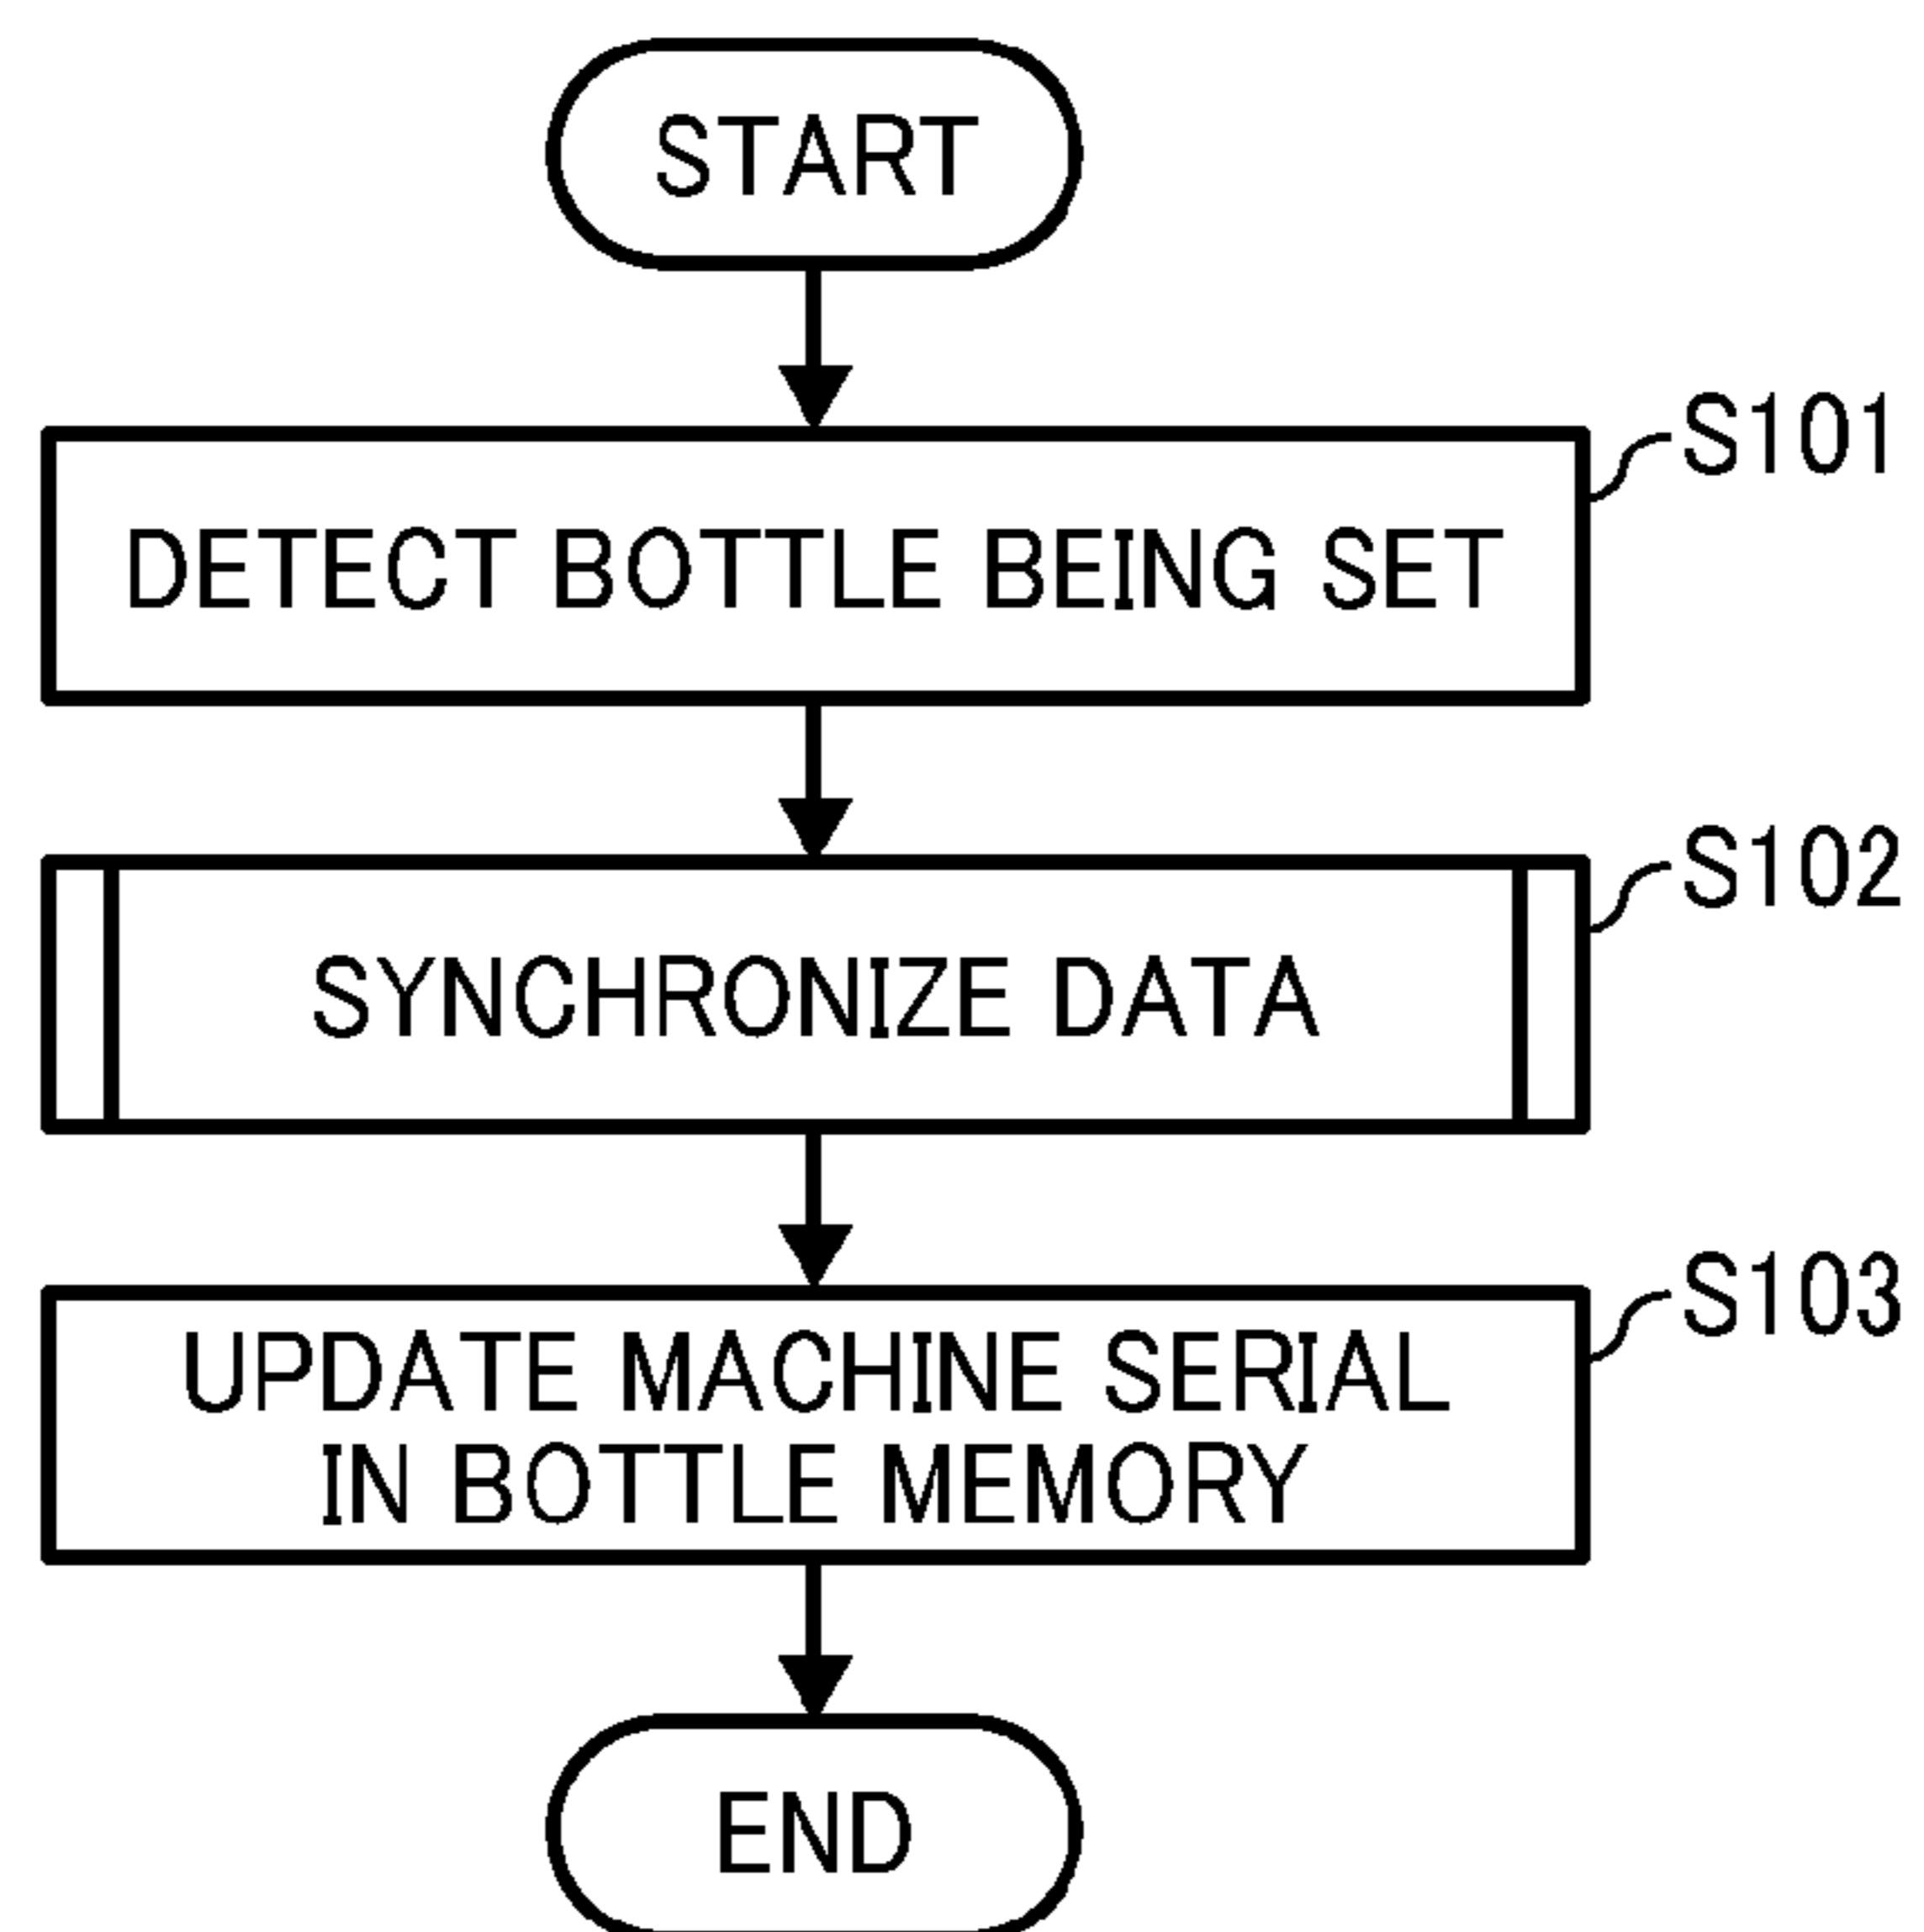 START
S101
DETECT BOTTLE BEING SET
S102
SYNCHRONIZE DATA
S103
UPDATE MACHINE SERIAL
IN BOTTLE MEMORY
END